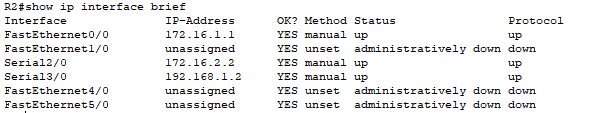 R2#show ip interface brief
Interface IP-Address OK? Method Status Protocol
FastEthernet0/0 172.16.1.1 YES manual up up
FastEthernet1/0 unassigned YES unset administratively down down
Serial2/0 172.16.2.2 YES manual up up
Serial3/0 192.168.1.2 YES manual up up
FastEthernet4/0 unassigned YES unset administratively down down
FastEthernet5/0 unassigned YES unset administratively down down